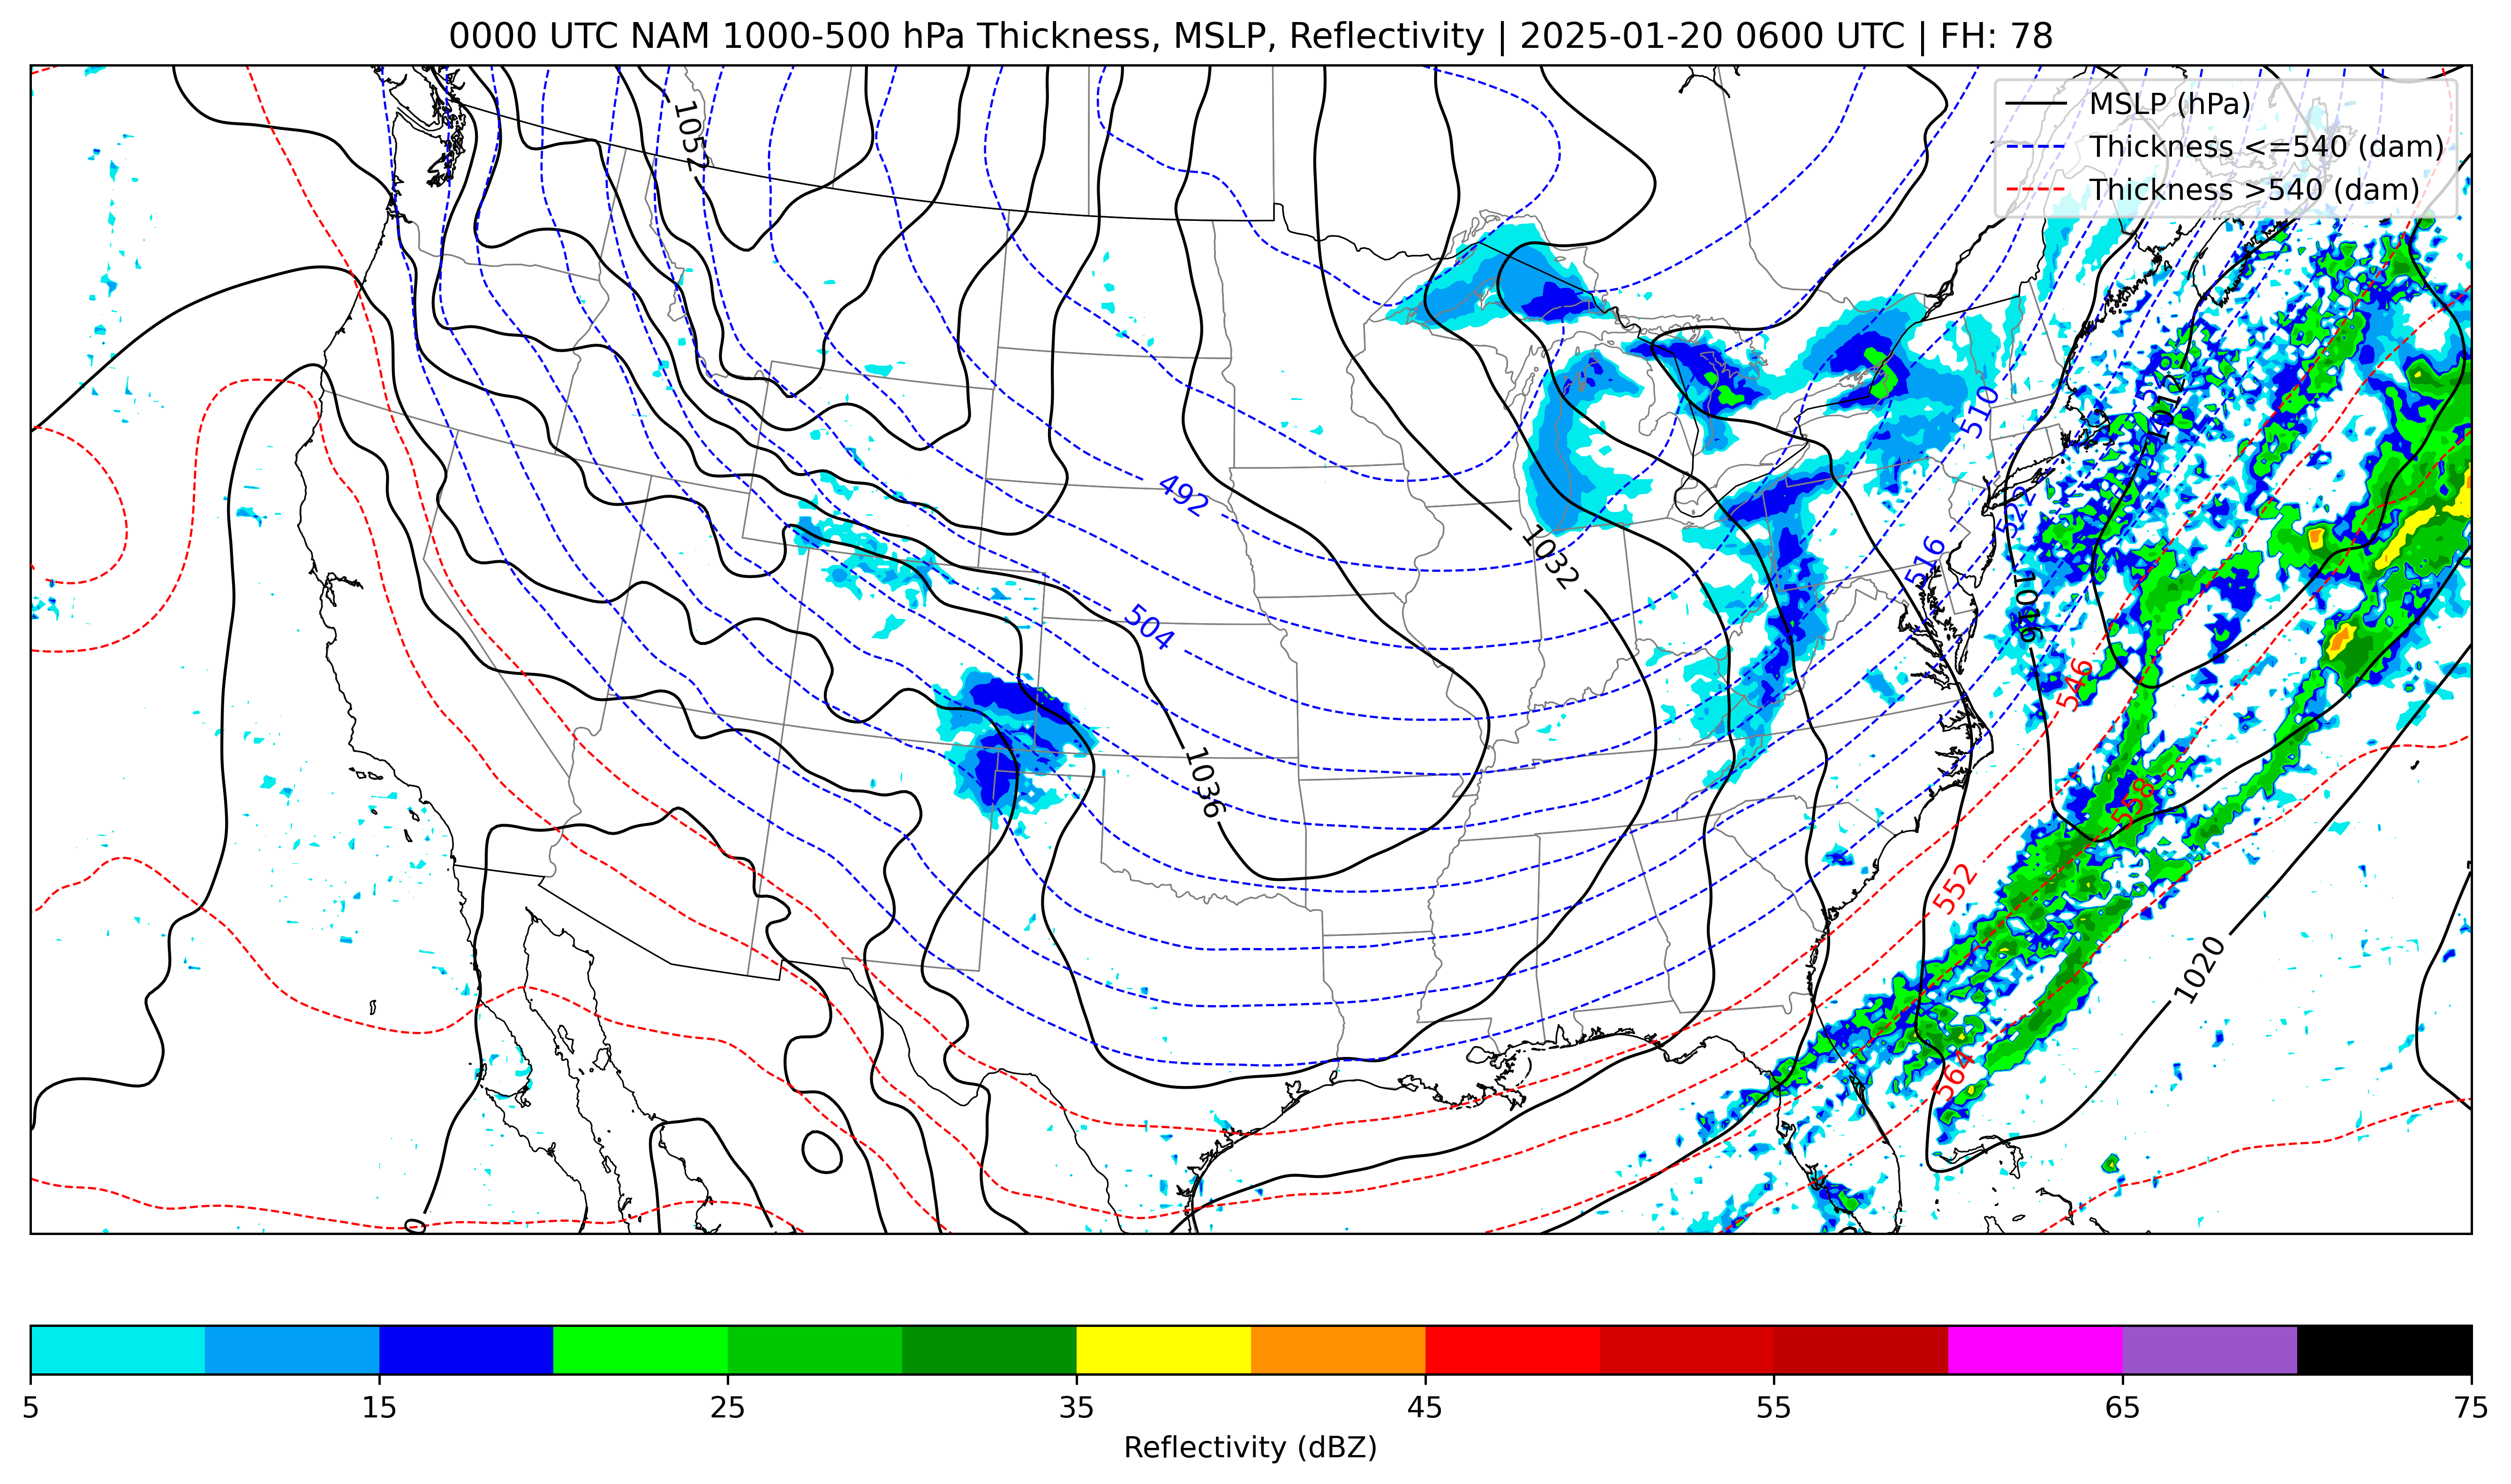 0000 UTC NAM 1000-500 hPa Thickness, MSLP, Reflectivity | 2025-01-20 0600 UTC | FH: 78
MSLP (hPa)
Thickness <=540 (dam)
Thickness >540 (dam)
1052
510
1012
492
522
1032
516
504
1016
546
1036
558
552
1020
564
5 15 25 35 45 55 65 75
Reflectivity (dBZ)